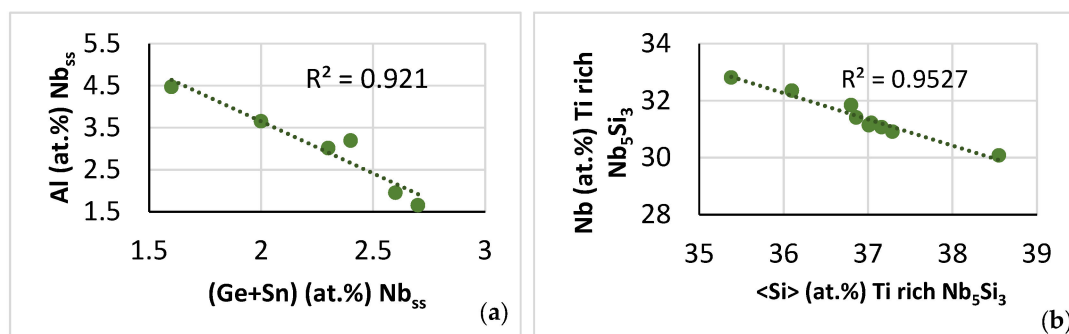 5.5
4.5
3.5
2.5
1.5
1.5 2 2.5 3
Al (at.%) Nbss
R² = 0.921
(Ge+Sn) (at.%) Nbss
(a)
34
32
30
28
35 36 37 38 39
Nb (at.%) Ti rich
Nb5Si3
R² = 0.9527
<Si> (at.%) Ti rich Nb5Si3
(b)